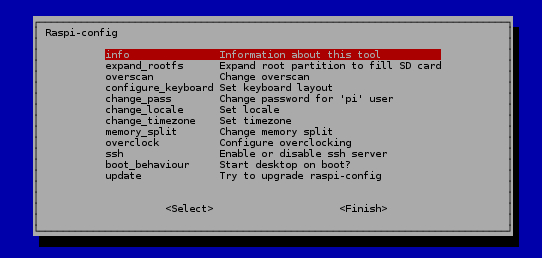 Raspi-config
info Information about this tool
expand_rootfs Expand root partition to fill SD card
overscan Change overscan
configure_keyboard Set keyboard layout
change_pass Change password for 'pi' user
change_locale Set locale
change_timezone Set timezone
memory_split Change memory split
overclock Configure overclocking
ssh Enable or disable ssh server
boot_behaviour Start desktop on boot?
update Try to upgrade raspi-config
<Select> <Finish>